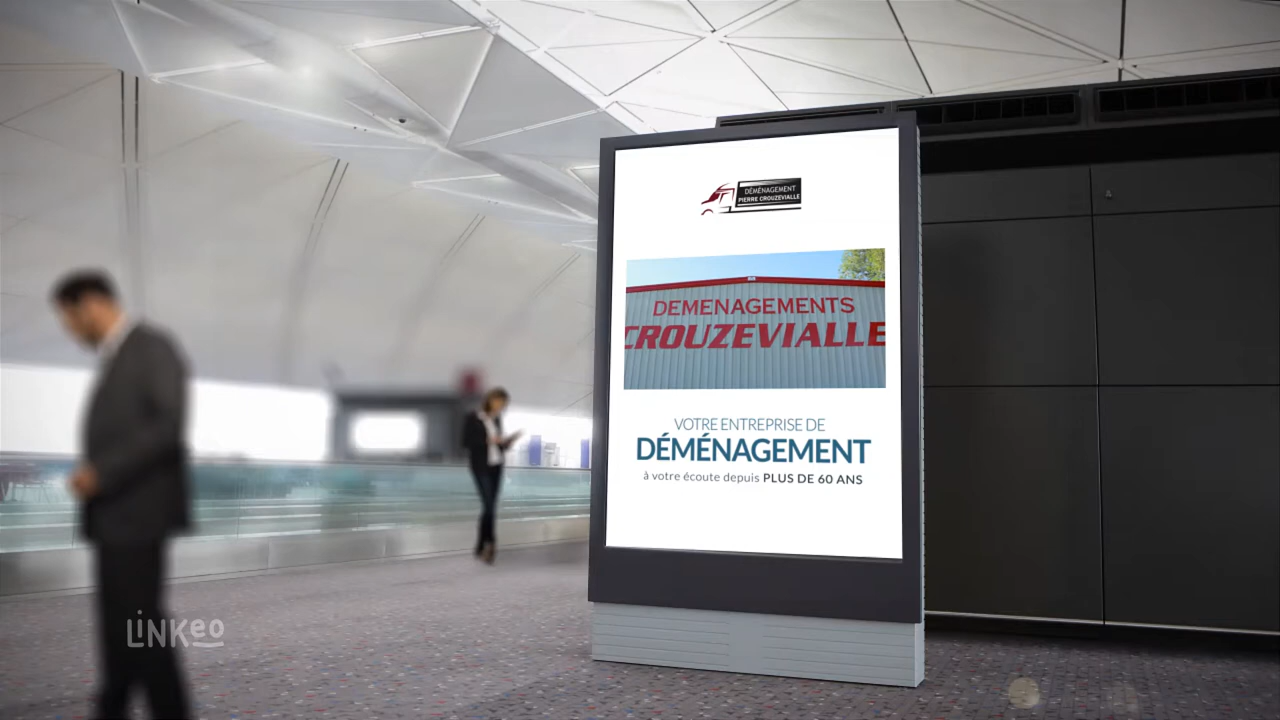 DÉMÉNAGEMENT
PIERRE CROUZEVIALLE
DEMENAGEMENTS
CROUZEVIALLE
VOTRE ENTREPRISE DE
DÉMÉNAGEMENT
à votre écoute depuis PLUS DE 60 ANS
LINKeo